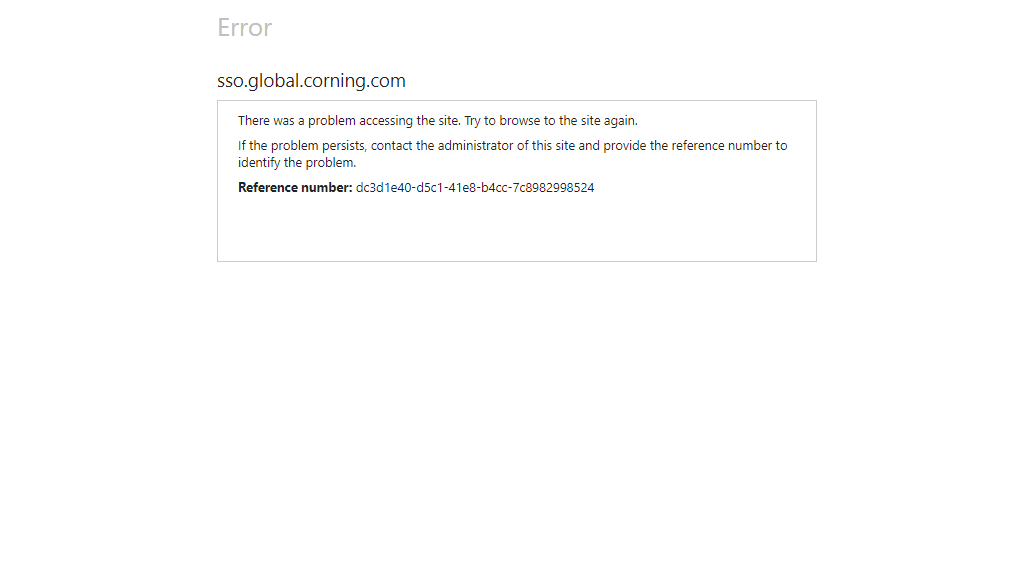 Error
sso.global.corning.com
There was a problem accessing the site. Try to browse to the site again.
If the problem persists, contact the administrator of this site and provide the reference number to
identify the problem.
Reference number: dc3d1e40-d5c1-41e8-b4cc-7c8982998524